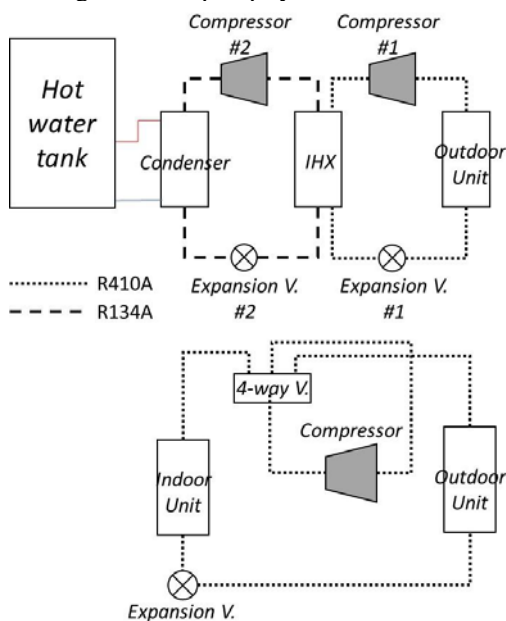 Compressor
#2
Compressor
#1
Hot
water
tank
Condenser
IHX
Outdoor
Unit
Expansion V.
#2
Expansion V.
#1
R410A
R134A
4-way V.
Compressor
Indoor
Unit
Outdoor
Unit
Expansion V.